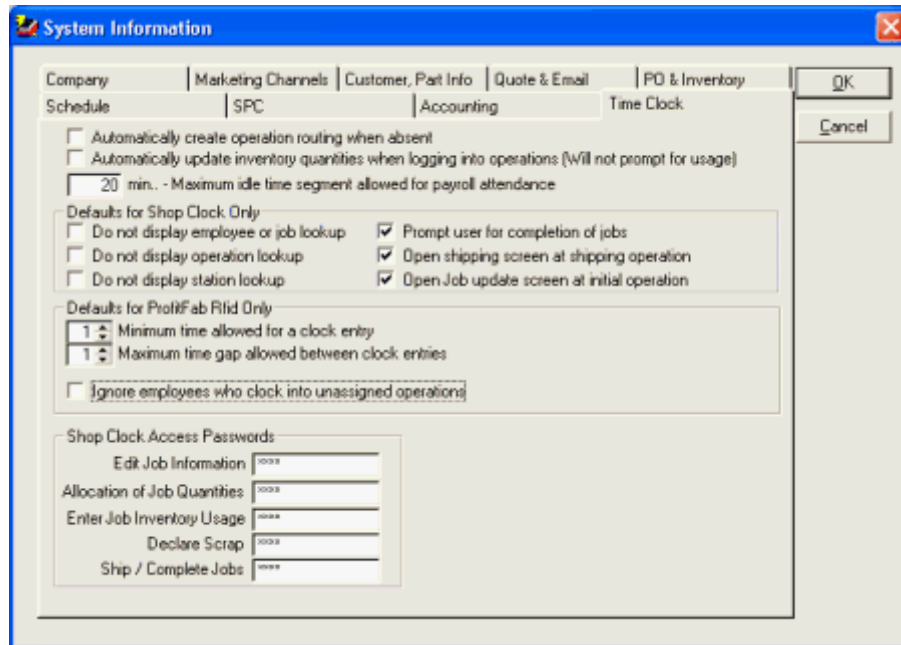 System Information
Company Marketing Channels Customer, Part Info Quote & Email PO & Inventory
OK
Schedule SPC Accounting Time Clock
Cancel
Automatically create operation routing when absent
Automatically update inventory quantities when logging into operations (Will not prompt for usage)
20 min.. - Maximum idle time segment allowed for payroll attendance
Defaults for Shop Clock Only
Do not display employee or job lookup Prompt user for completion of jobs
Do not display operation lookup Open shipping screen at shipping operation
Do not display station lookup Open Job update screen at initial operation
Defaults for ProfitFab Rfid Only
1 Minimum time allowed for a clock entry
1 Maximum time gap allowed between clock entries
Ignore employees who clock into unassigned operations
Shop Clock Access Passwords
Edit Job Information ****
Allocation of Job Quantities ****
Enter Job Inventory Usage ****
Declare Scrap ****
Ship / Complete Jobs ****